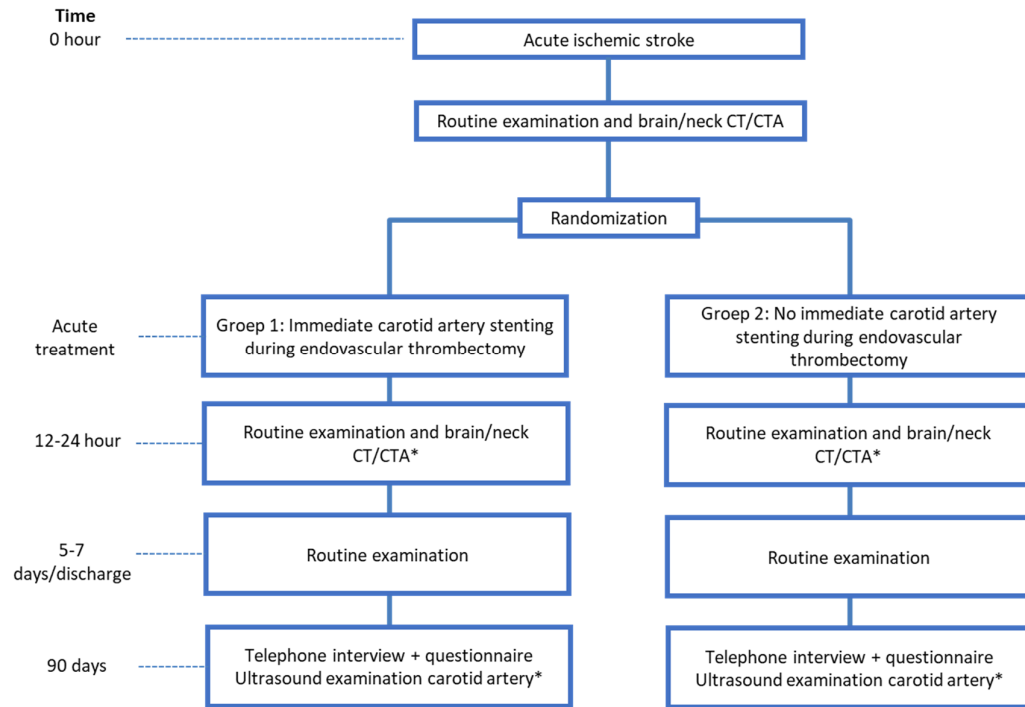 Time
0 hour
Acute ischemic stroke
Routine examination and brain/neck CT/CTA
Randomization
Acute
treatment
Groep 1: Immediate carotid artery stenting
during endovascular thrombectomy
Groep 2: No immediate carotid artery
stenting during endovascular
thrombectomy
12-24 hour
Routine examination and brain/neck
CT/CTA*
Routine examination and brain/neck
CT/CTA*
5-7
days/discharge
Routine examination
Routine examination
90 days
Telephone interview + questionnaire
Ultrasound examination carotid artery*
Telephone interview + questionnaire
Ultrasound examination carotid artery*